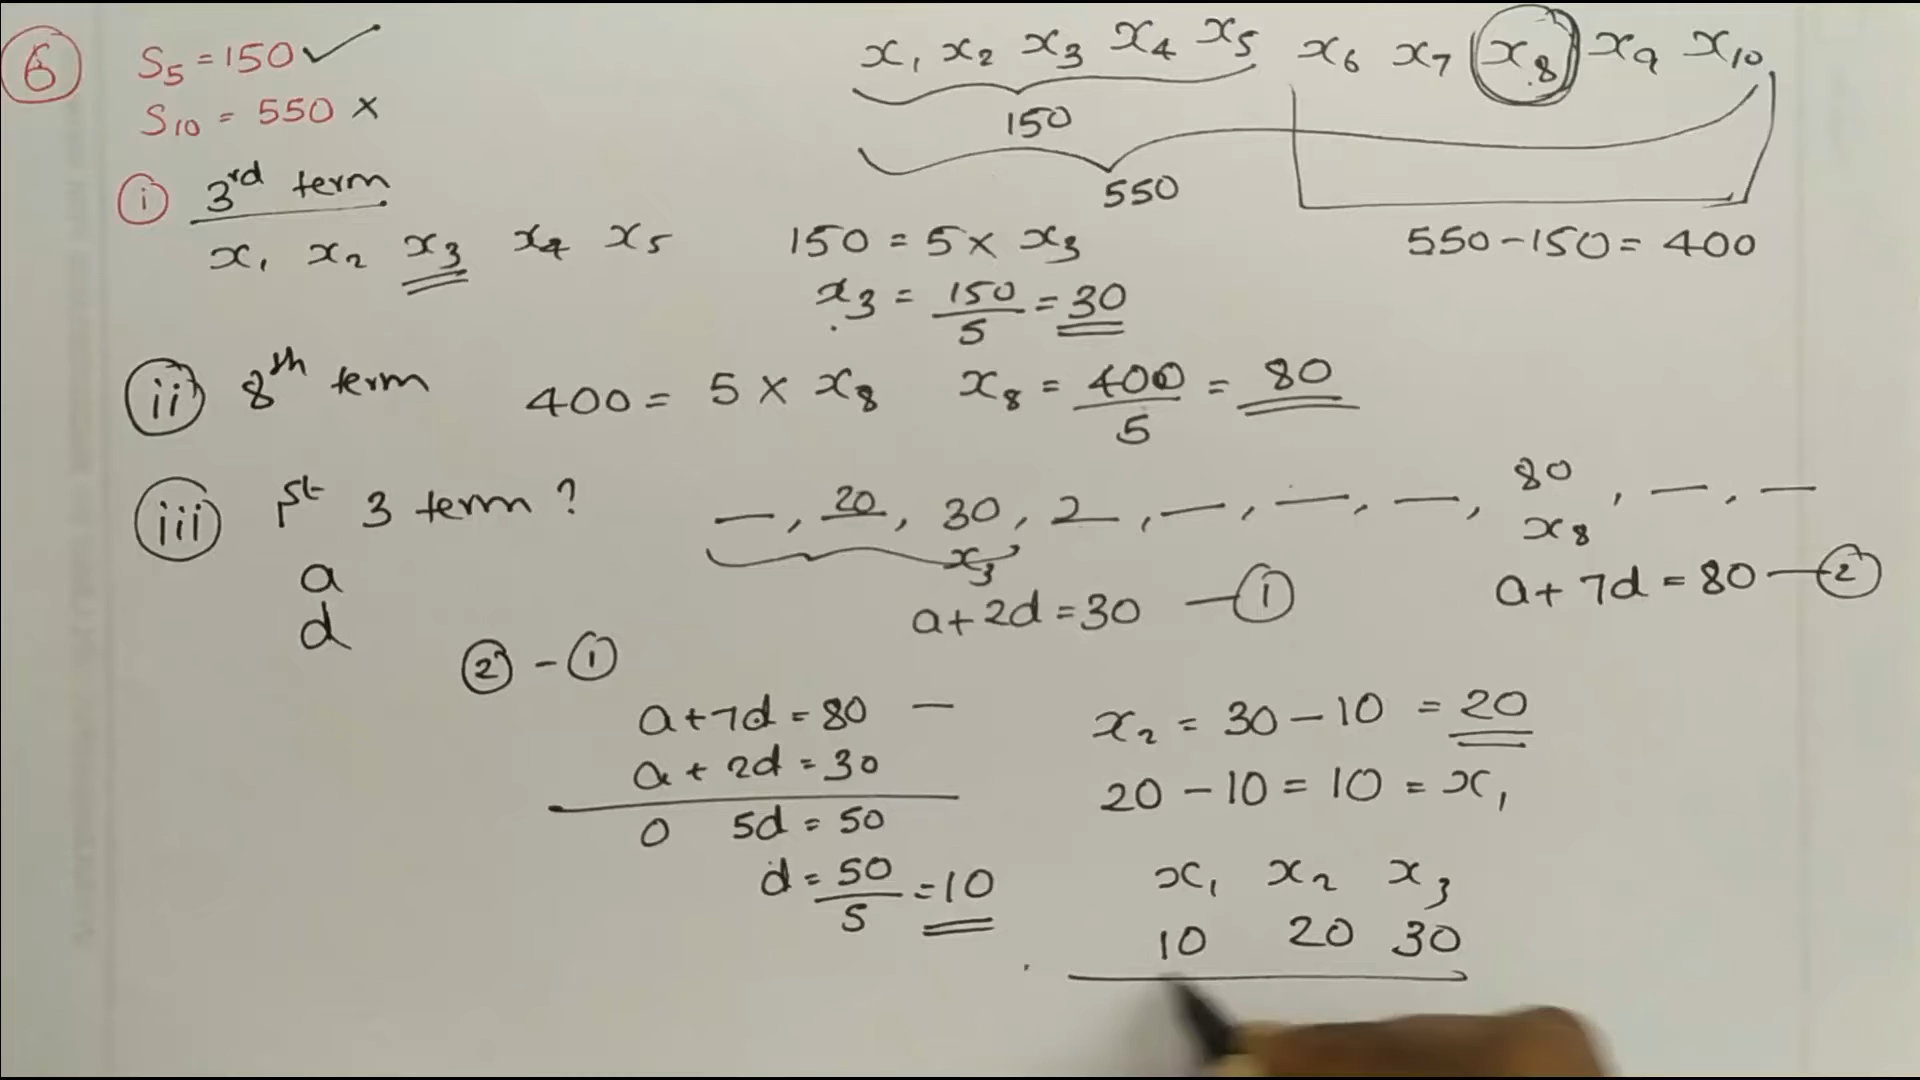 6
S5 = 150 ✓
S10 = 550 ×
x1 x2 x3 x4 x5 x6 x7 x8 x9 x10
150
550
550 - 150 = 400
i 3rd term
x1 x2 x3 x4 x5
150 = 5 × x3
x3 = 150/5 = 30
ii 8th term 400 = 5 × x8 x8 = 400/5 = 80
iii 1st 3 term ? —, 20, 30, 2—, —, —, —, 80, —, —
x3 x8
a
d
a + 2d = 30 — 1
a + 7d = 80 — 2
2 - 1
a + 7d = 80 —
a + 2d = 30
0 5d = 50
d = 50/5 = 10
x2 = 30 - 10 = 20
20 - 10 = 10 = x1
x1 x2 x3
10 20 30